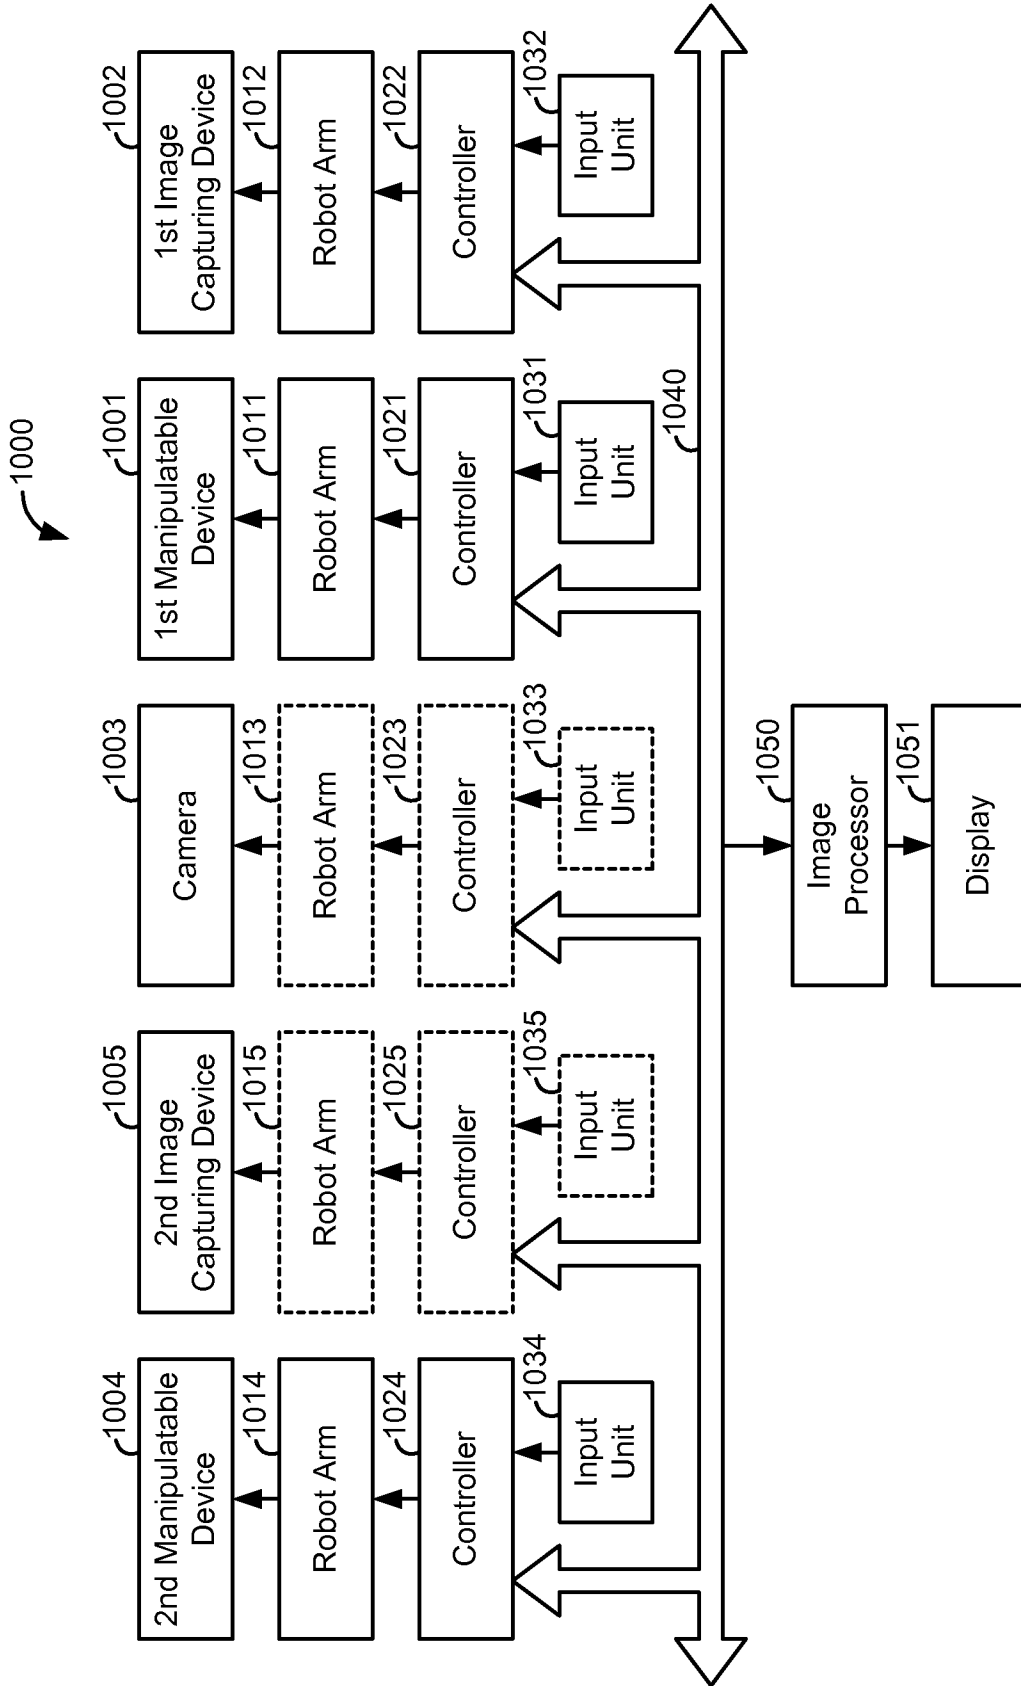 1000
1004
2nd Manipulatable
Device
1005
2nd Image
Capturing Device
1003
Camera
1001
1st Manipulatable
Device
1002
1st Image
Capturing Device
1014
Robot Arm
1015
Robot Arm
1013
Robot Arm
1011
Robot Arm
1012
Robot Arm
1024
Controller
1025
Controller
1023
Controller
1021
Controller
1022
Controller
1034
Input
Unit
1035
Input
Unit
1033
Input
Unit
1031
Input
Unit
1032
Input
Unit
1040
1050
Image
Processor
1051
Display